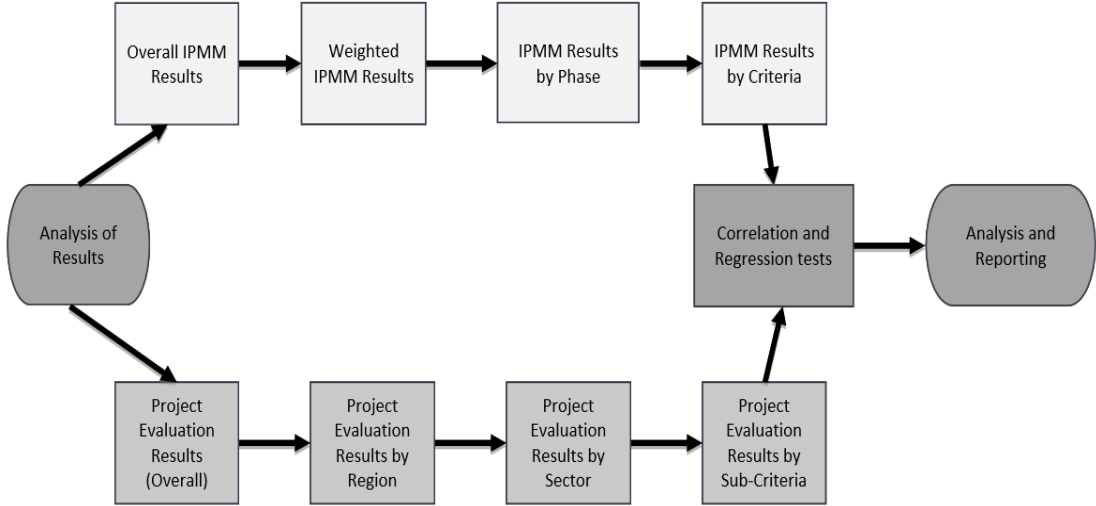 Overall IPMM
Results
Weighted
IPMM Results
IPMM Results
by Phase
IPMM Results
by Criteria
Analysis of
Results
Correlation and
Regression tests
Analysis and
Reporting
Project
Evaluation
Results
(Overall)
Project
Evaluation
Results by
Region
Project
Evaluation
Results by
Sector
Project
Evaluation
Results by
Sub-Criteria